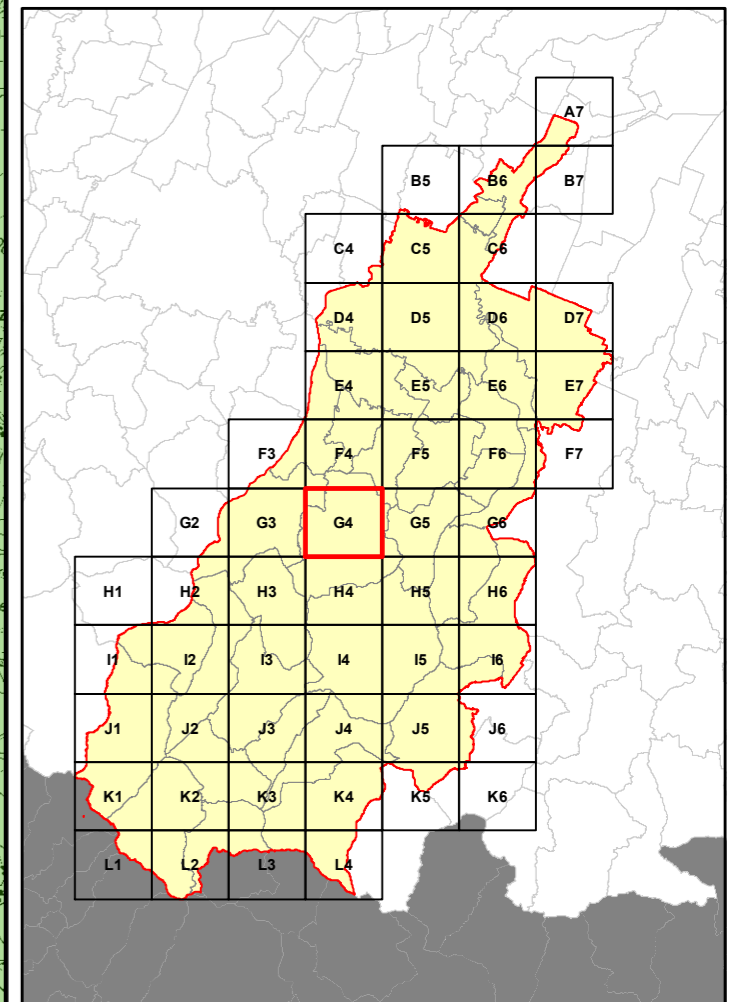 A7
B5 B6 B7
C4 C5 C6
D4 D5 D6 D7
E4 E5 E6 E7
F3 F4 F5 F6 F7
G2 G3 G4 G5 G6
H1 H2 H3 H4 H5 H6
I1 I2 I3 I4 I5 I6
J1 J2 J3 J4 J5 J6
K1 K2 K3 K4 K5 K6
L1 L2 L3 L4